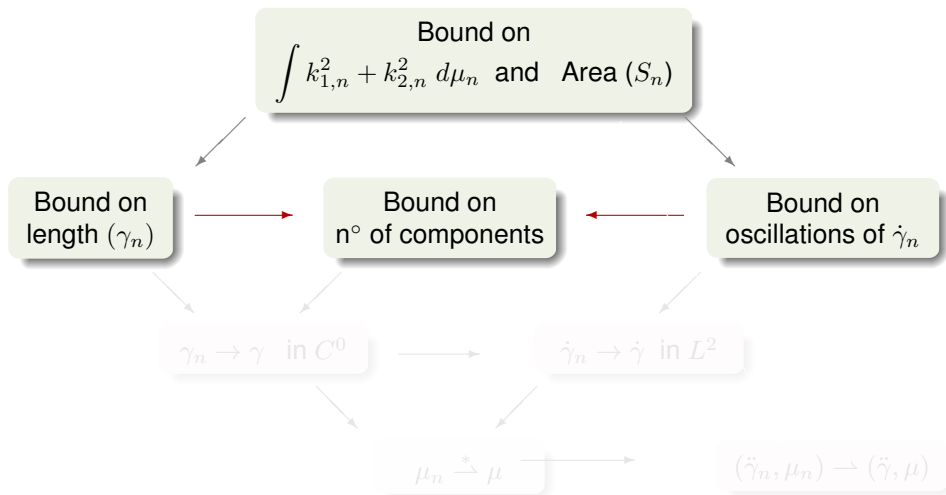 Bound on
∫ k²₁,ₙ + k²₂,ₙ dμₙ and Area (Sₙ)
Bound on
length (γₙ)
Bound on
n° of components
Bound on
oscillations of γ̇ₙ
γₙ → γ in C⁰
γ̇ₙ → γ̇ in L²
μₙ ⇀* μ
(γ̈ₙ, μₙ) ⇀ (γ̈, μ)